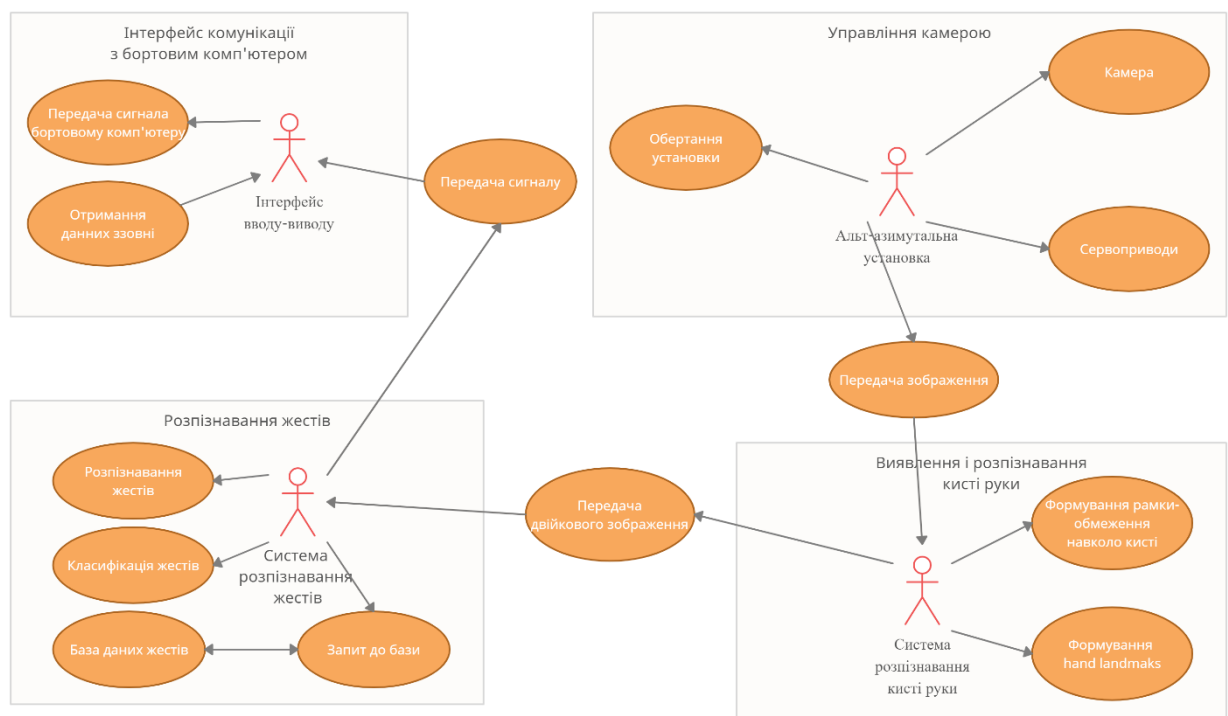 Інтерфейс комунікації
з бортовим комп'ютером
Передача сигнала
бортовому комп'ютеру
Отримання
данних ззовні
Інтерфейс
вводу-виводу
Передача сигналу
Управління камерою
Камера
Обертання
установки
Альт-азимутальна
установка
Сервоприводи
Передача зображення
Розпізнавання жестів
Розпізнавання
жестів
Класифікація жестів
База даних жестів
Система
розпізнавання
жестів
Запит до бази
Передача
двійкового зображення
Виявлення і розпізнавання
кисті руки
Формування рамки-
обмеження
навколо кисті
Система
розпізнавання
кисті руки
Формування
hand landmaks